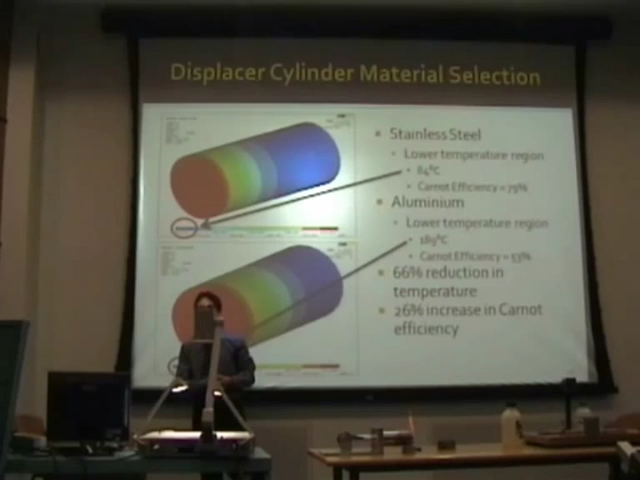 Displacer Cylinder Material Selection
Stainless Steel
Lower temperature region
84°C
Carnot Efficiency = 79%
Aluminium
Lower temperature region
189°C
Carnot Efficiency = 53%
66% reduction in
temperature
26% increase in Carnot
efficiency